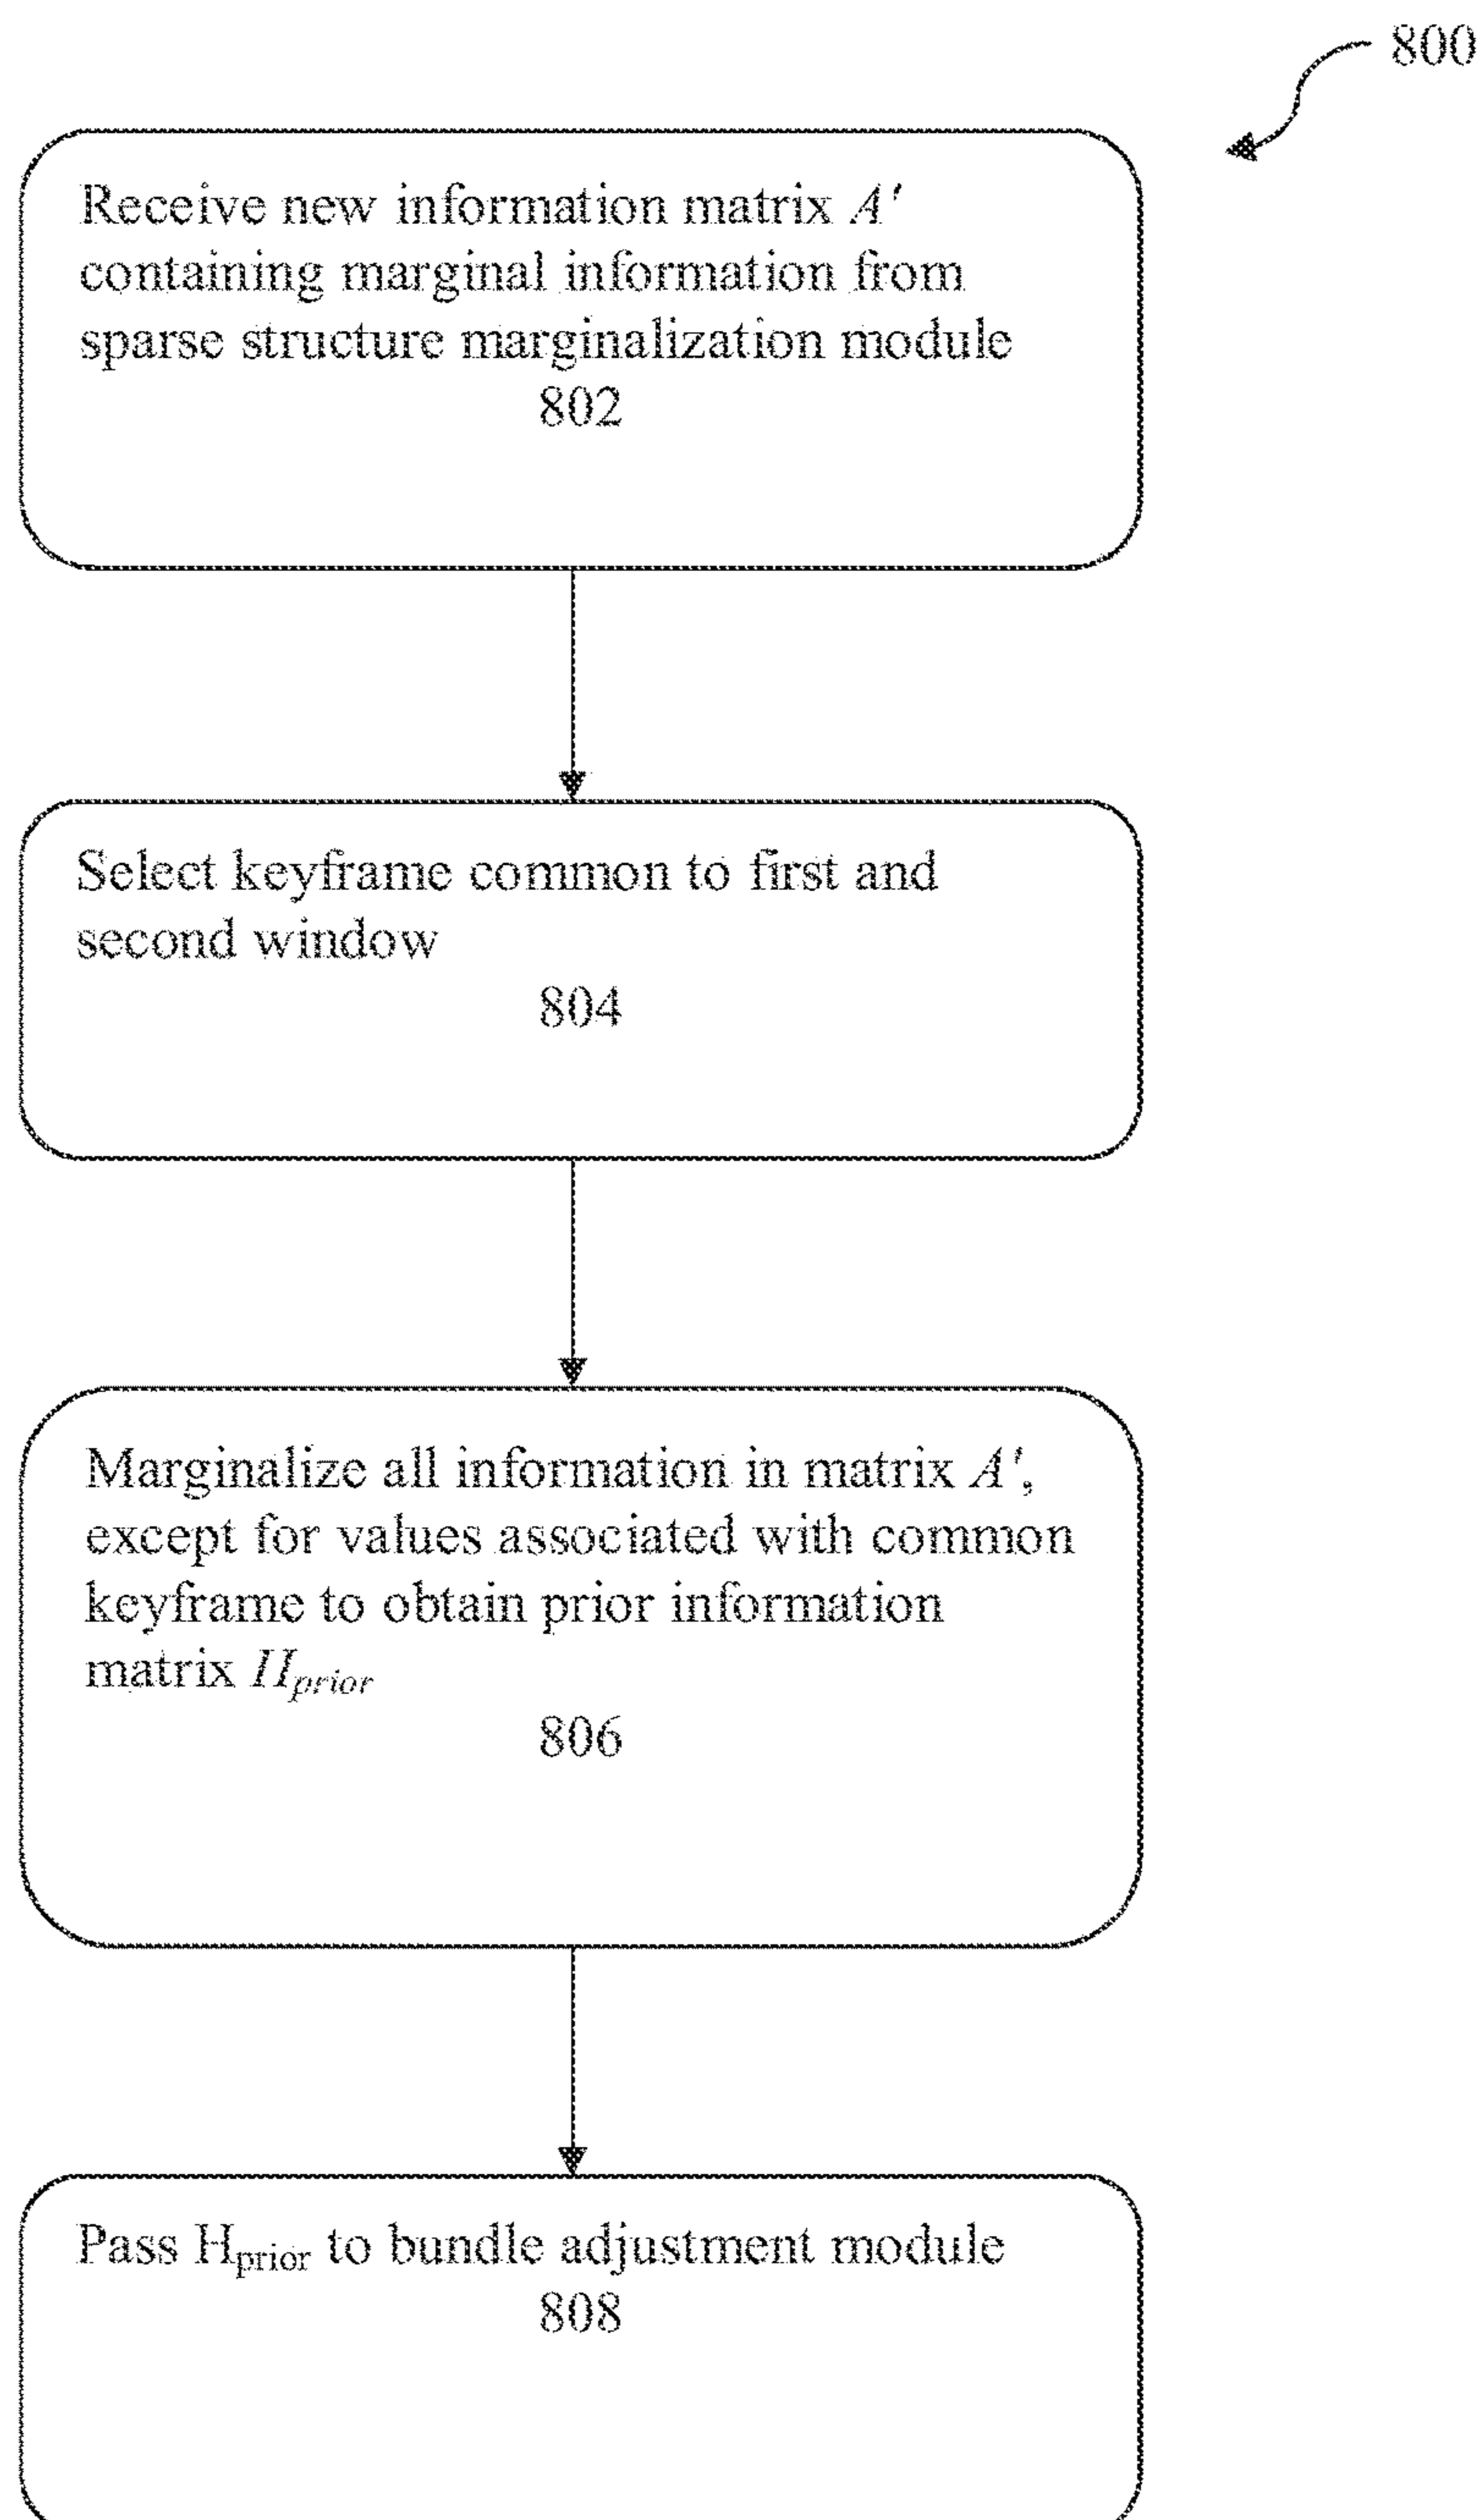 800
Receive new information matrix A'
containing marginal information from
sparse structure marginalization module
802
Select keyframe common to first and
second window
804
Marginalize all information in matrix A',
except for values associated with common
keyframe to obtain prior information
matrix H_prior
806
Pass H_prior to bundle adjustment module
808